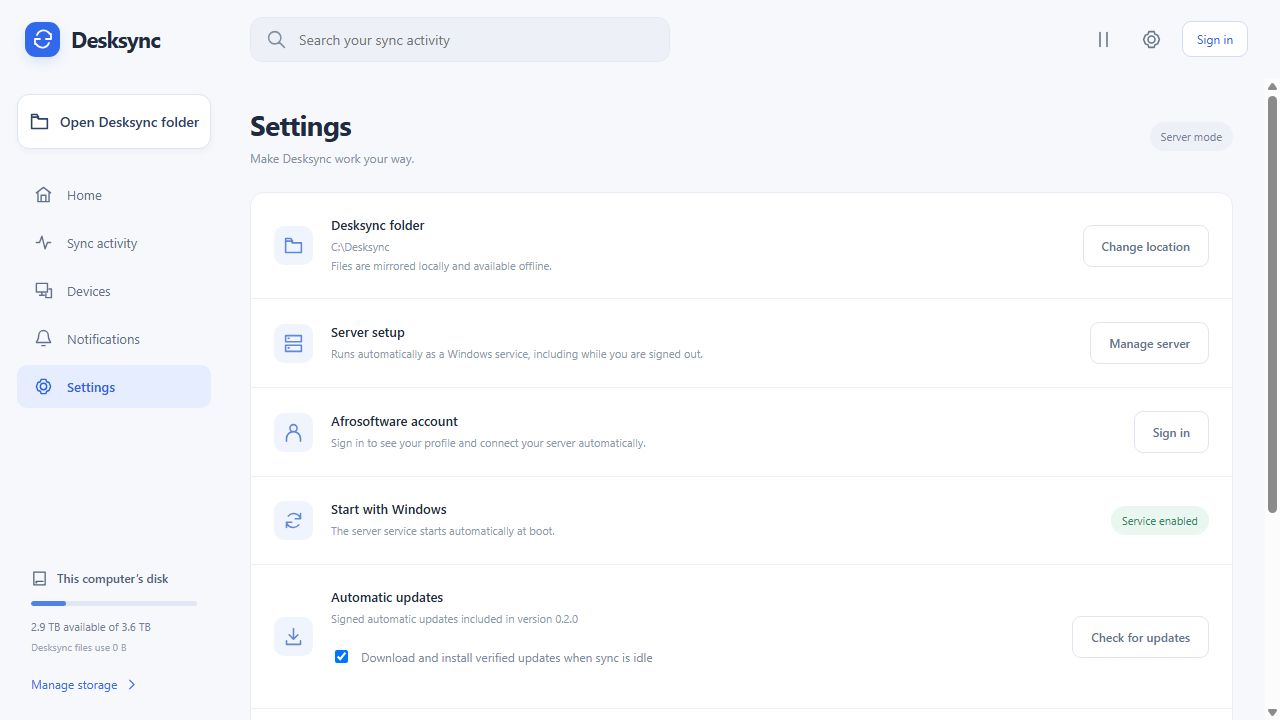 Desksync
Search your sync activity
Sign in
Open Desksync folder
Home
Sync activity
Devices
Notifications
Settings
This computer's disk
2.9 TB available of 3.6 TB
Desksync files use 0 B
Manage storage
Settings
Make Desksync work your way.
Server mode
Desksync folder
C:\Desksync
Files are mirrored locally and available offline.
Change location
Server setup
Runs automatically as a Windows service, including while you are signed out.
Manage server
Afrosoftware account
Sign in to see your profile and connect your server automatically.
Sign in
Start with Windows
The server service starts automatically at boot.
Service enabled
Automatic updates
Signed automatic updates included in version 0.2.0
Download and install verified updates when sync is idle
Check for updates